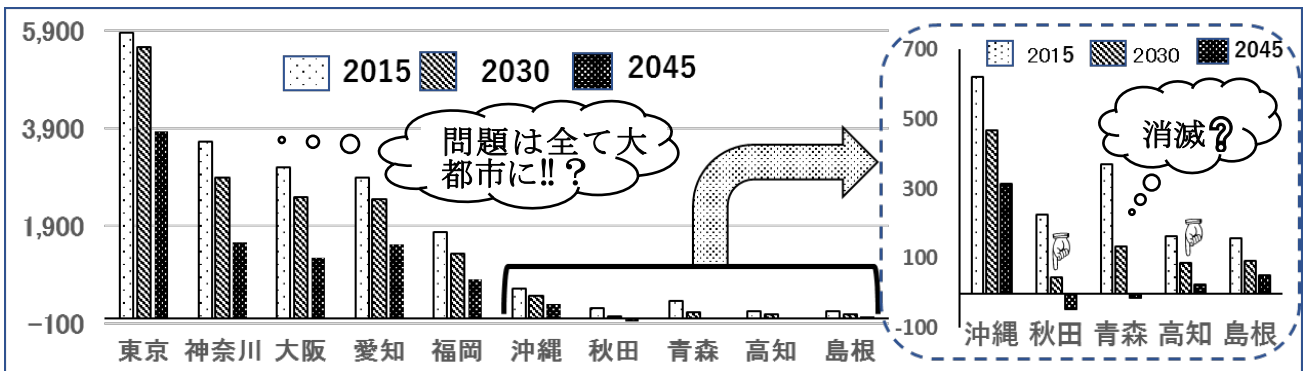 5,900
2015
2030
2045
3,900
問題は全て大
都市に!!?
1,900
-100
東京
神奈川
大阪
愛知
福岡
沖縄
秋田
青森
高知
島根
700
2015
2030
2045
500
消滅?
300
100
-100
沖縄
秋田
青森
高知
島根